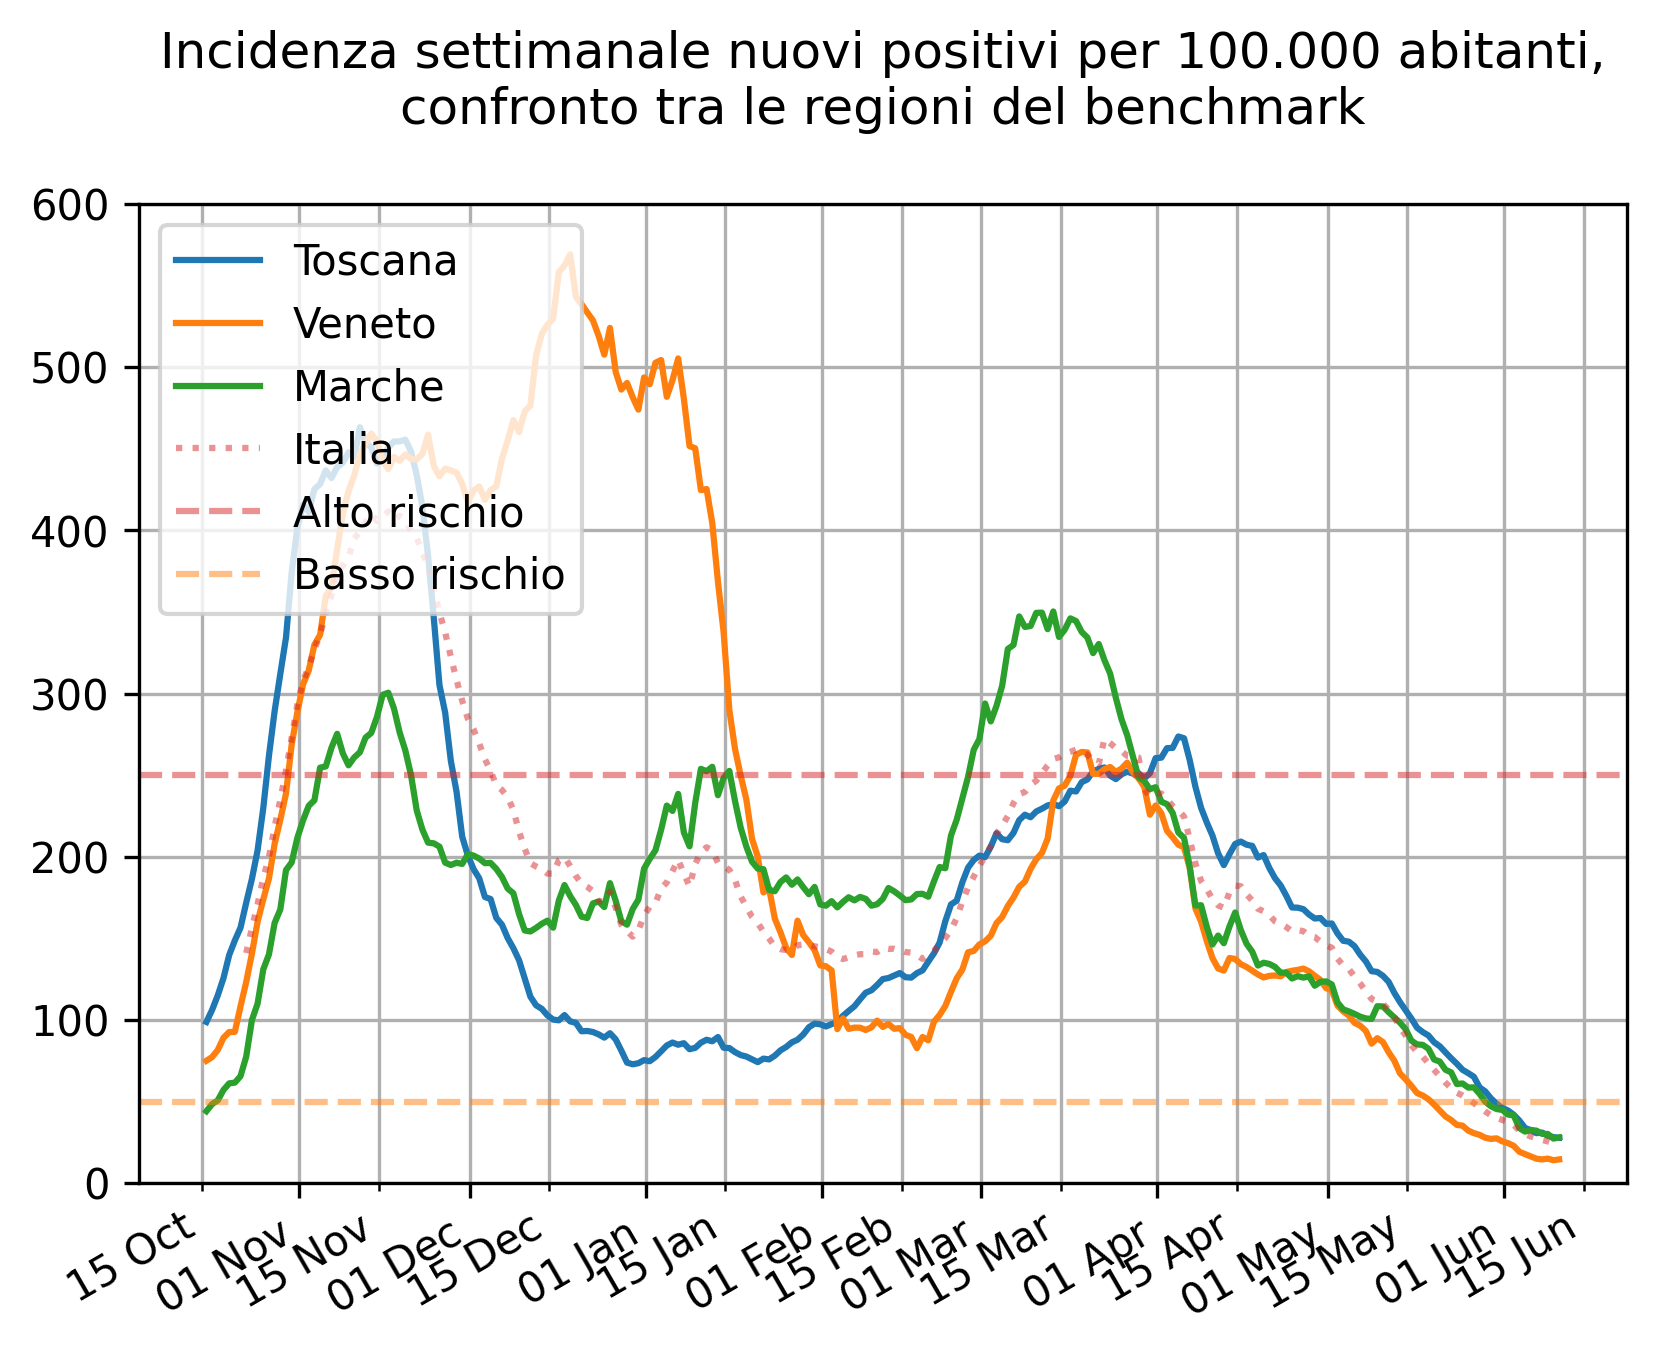 Incidenza settimanale nuovi positivi per 100.000 abitanti,
confronto tra le regioni del benchmark
600
500
400
300
200
100
0
Toscana
Veneto
Marche
Italia
Alto rischio
Basso rischio
15 Oct
01 Nov
15 Nov
01 Dec
15 Dec
01 Jan
15 Jan
01 Feb
15 Feb
01 Mar
15 Mar
01 Apr
15 Apr
01 May
15 May
01 Jun
15 Jun